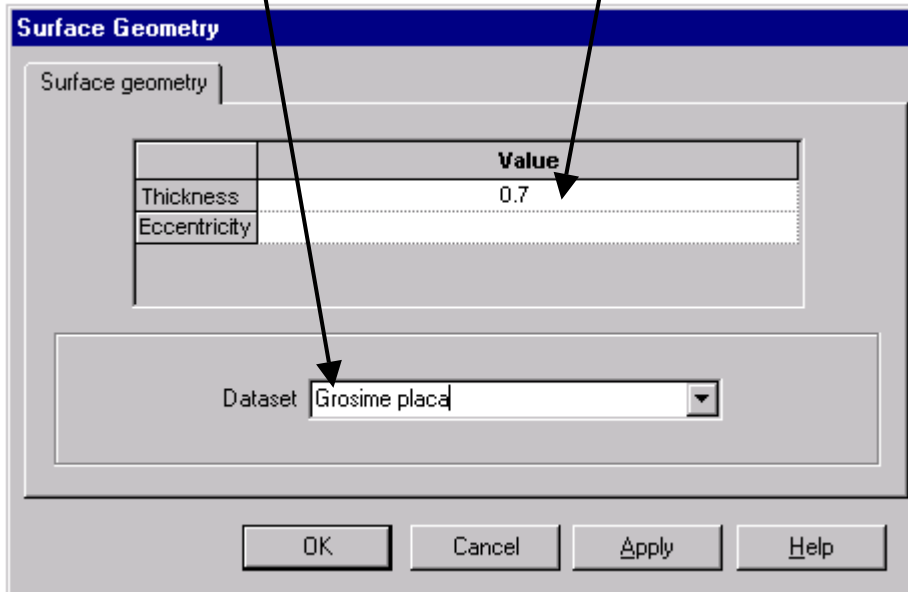 Surface Geometry
Surface geometry
Value
Thickness 0.7
Eccentricity
Dataset Grosime placa
OK Cancel Apply Help